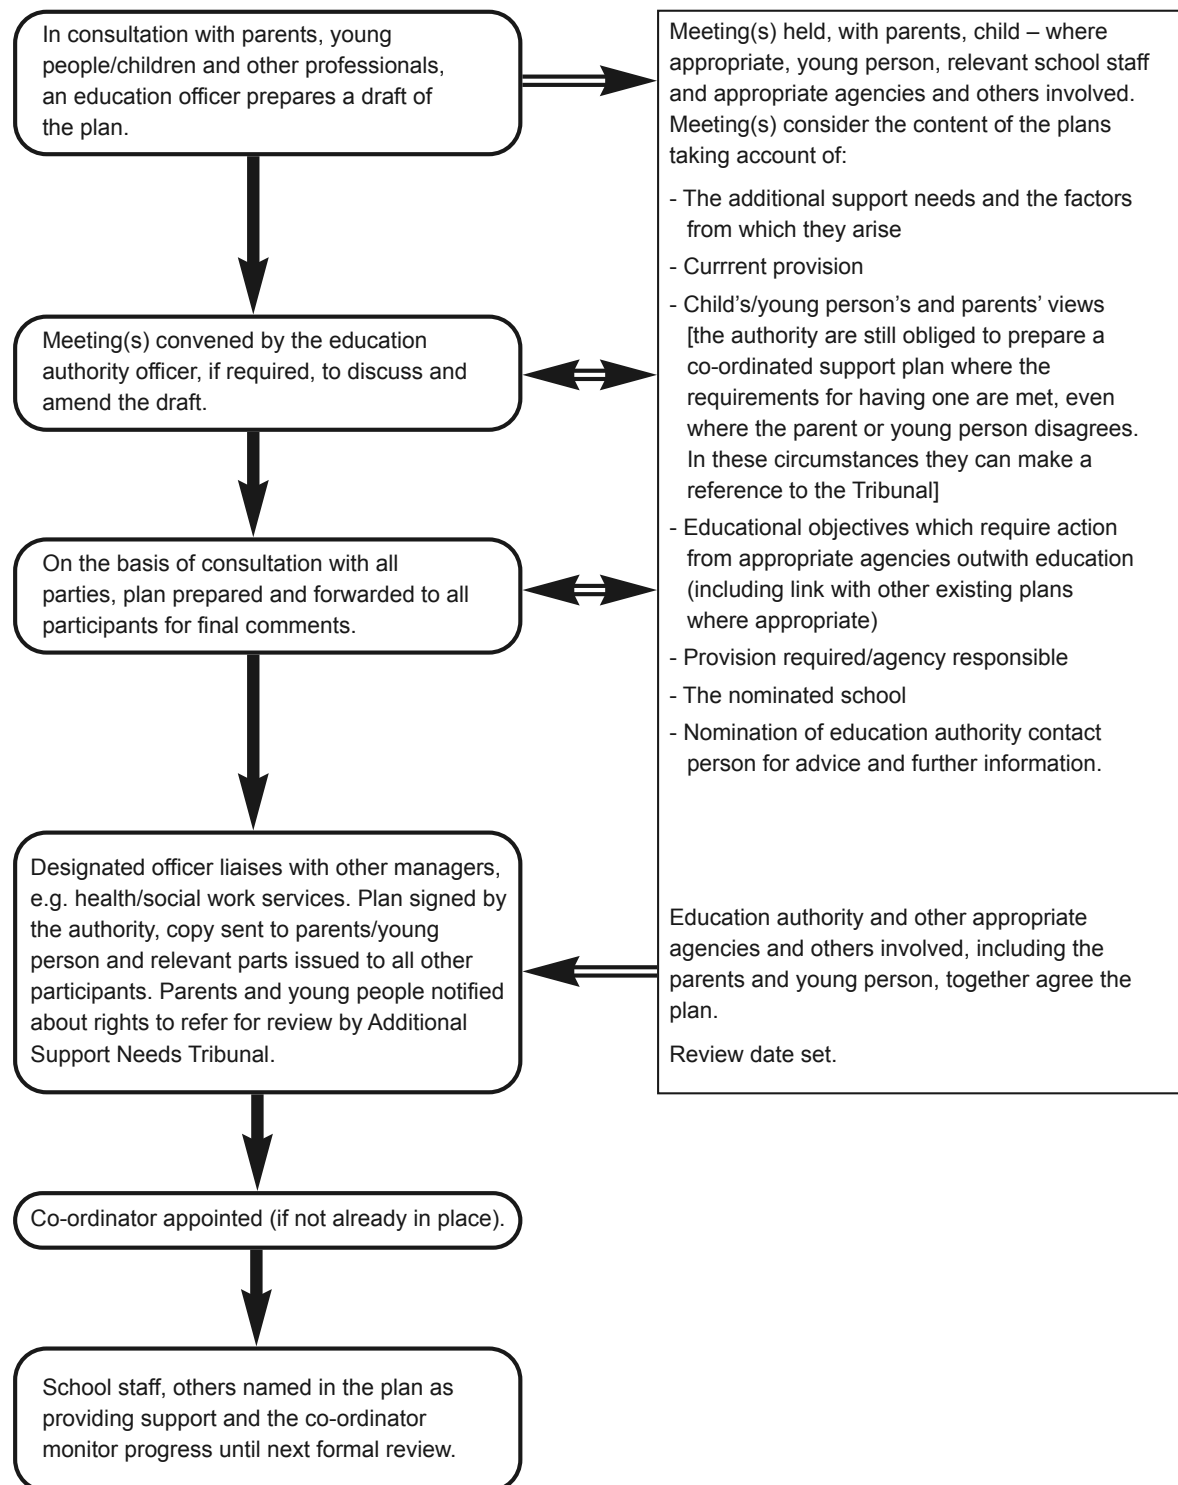 In consultation with parents, young
people/children and other professionals,
an education officer prepares a draft of
the plan.
Meeting(s) convened by the education
authority officer, if required, to discuss and
amend the draft.
On the basis of consultation with all
parties, plan prepared and forwarded to all
participants for final comments.
Designated officer liaises with other managers,
e.g. health/social work services. Plan signed by
the authority, copy sent to parents/young
person and relevant parts issued to all other
participants. Parents and young people notified
about rights to refer for review by Additional
Support Needs Tribunal.
Co-ordinator appointed (if not already in place).
School staff, others named in the plan as
providing support and the co-ordinator
monitor progress until next formal review.
Meeting(s) held, with parents, child – where
appropriate, young person, relevant school staff
and appropriate agencies and others involved.
Meeting(s) consider the content of the plans
taking account of:
- The additional support needs and the factors
from which they arise
- Currrent provision
- Child’s/young person’s and parents’ views
[the authority are still obliged to prepare a
co-ordinated support plan where the
requirements for having one are met, even
where the parent or young person disagrees.
In these circumstances they can make a
reference to the Tribunal]
- Educational objectives which require action
from appropriate agencies outwith education
(including link with other existing plans
where appropriate)
- Provision required/agency responsible
- The nominated school
- Nomination of education authority contact
person for advice and further information.
Education authority and other appropriate
agencies and others involved, including the
parents and young person, together agree the
plan.
Review date set.